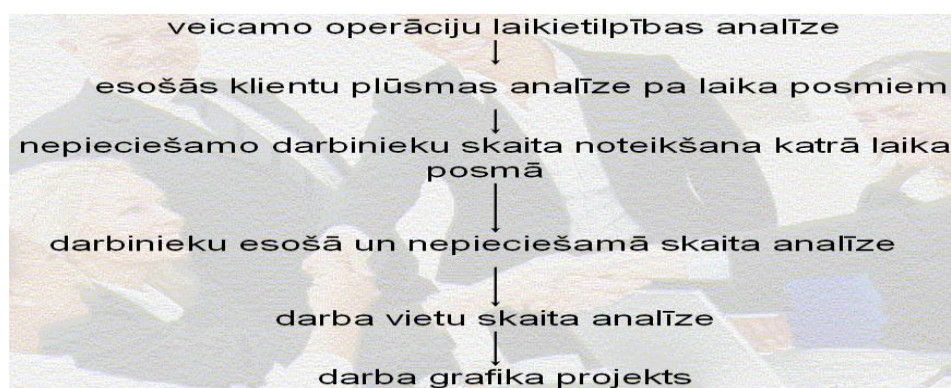 veicamo operāciju laikietilpības analīze
esošās klientu plūsmas analīze pa laika posmiem
nepieciešamo darbinieku skaita noteikšana katrā laika
posmā
darbinieku esošā un nepieciešamā skaita analīze
darba vietu skaita analīze
darba grafika projekts